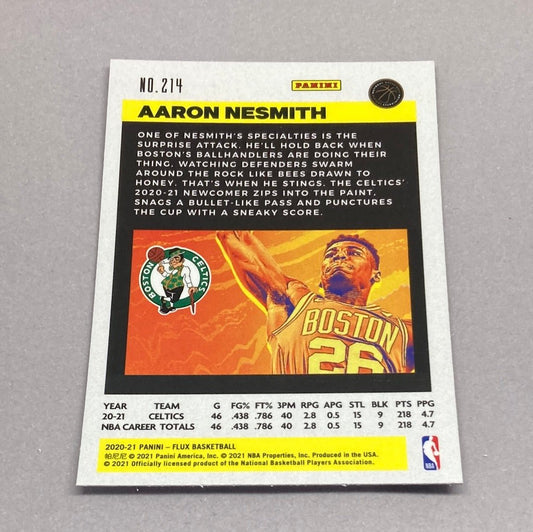 NO.214
PANINI
AARON NESMITH
ONE OF NESMITH'S SPECIALTIES IS THE
SURPRISE ATTACK. HE'LL HOLD BACK WHEN
BOSTON'S BALLHANDLERS ARE DOING THEIR
THING, WATCHING DEFENDERS SWARM
AROUND THE ROCK LIKE BEES DRAWN TO
HONEY. THAT'S WHEN HE STINGS. THE CELTICS'
2020-21 NEWCOMER ZIPS INTO THE PAINT,
SNAGS A BULLET-LIKE PASS AND PUNCTURES
THE CUP WITH A SNEAKY SCORE.
BOSTON
CELTICS
BOSTON
26
YEAR TEAM G FG% FT% 3PM RPG APG STL BLK PTS PPG
20-21 CELTICS 46 .438 .786 40 2.8 0.5 15 9 218 4.7
NBA CAREER TOTALS 46 .438 .786 40 2.8 0.5 15 9 218 4.7
2020-21 PANINI – FLUX BASKETBALL
帕尼尼 © 2021 Panini America, Inc. © 2021 NBA Properties, Inc. Produced in the USA.
© 2021 Officially licensed product of the National Basketball Players Association.
NBA